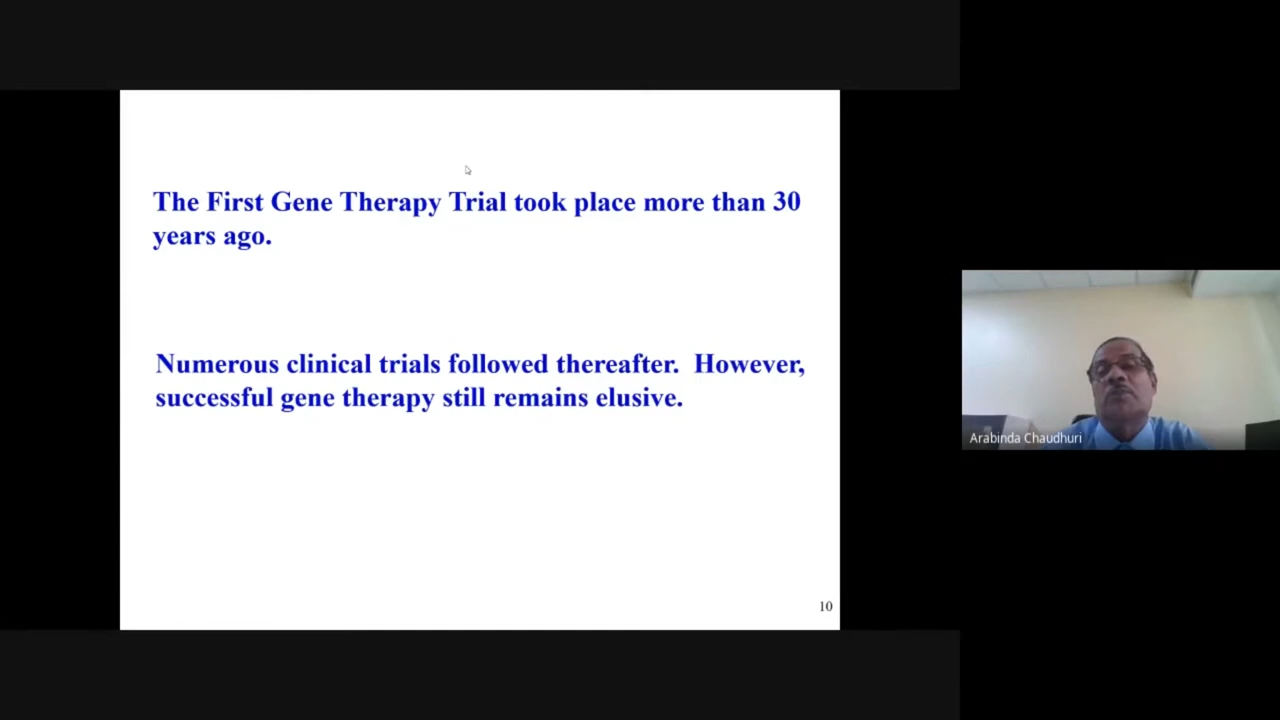 The First Gene Therapy Trial took place more than 30
years ago.
Numerous clinical trials followed thereafter.  However,
successful gene therapy still remains elusive.
10
Arabinda Chaudhuri